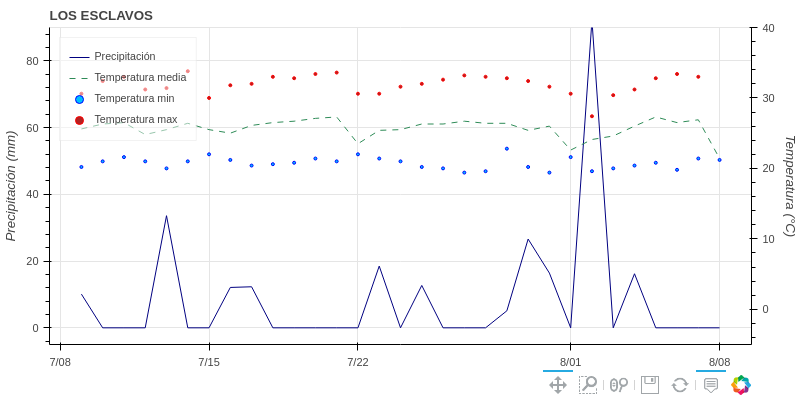 LOS ESCLAVOS
Precipitación
Temperatura media
Temperatura min
Temperatura max
Precipitación (mm)
80
60
40
20
0
Temperatura (°C)
40
30
20
10
0
7/08
7/15
7/22
8/01
8/08